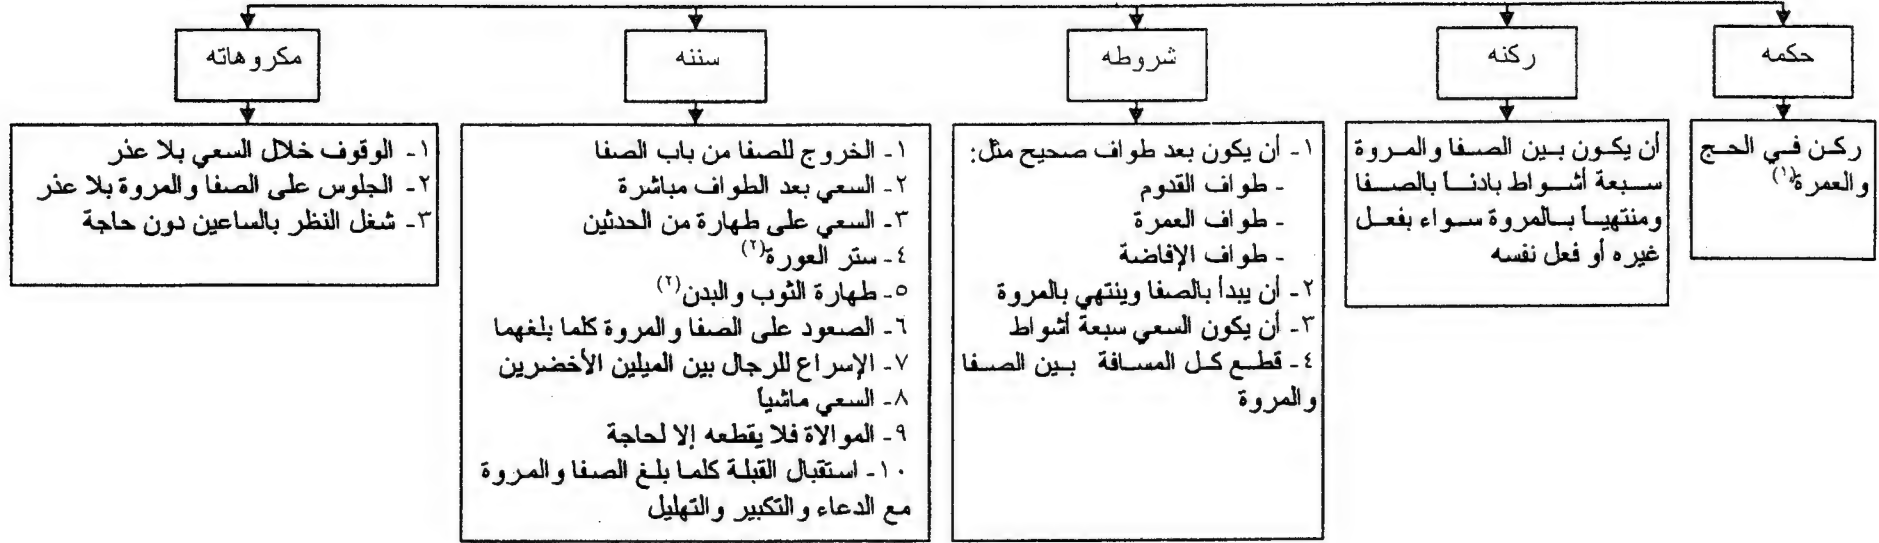 حكمه
ركن في الحج
والعمرة(١)
ركنه
أن يكون بين الصفا والمروة
سبعة أشواط بادئاً بالصفا
ومنتهياً بالمروة سواء بفعل
غيره أو فعل نفسه
شروطه
١- أن يكون بعد طواف صحيح مثل:
- طواف القدوم
- طواف العمرة
- طواف الإفاضة
٢- أن يبدأ بالصفا وينتهي بالمروة
٣- أن يكون السعي سبعة أشواط
٤- قطع كل المسافة بين الصفا
والمروة
سننه
١- الخروج للصفا من باب الصفا
٢- السعي بعد الطواف مباشرة
٣- السعي على طهارة من الحدثين
٤- ستر العورة(٢)
٥- طهارة الثوب والبدن(٢)
٦- الصعود على الصفا والمروة كلما بلغهما
٧- الإسراع للرجال بين الميلين الأخضرين
٨- السعي ماشياً
٩- الموالاة فلا يقطعه إلا لحاجة
١٠- استقبال القبلة كلما بلغ الصفا والمروة
مع الدعاء والتكبير والتهليل
مكروهاته
١- الوقوف خلال السعي بلا عذر
٢- الجلوس على الصفا والمروة بلا عذر
٣- شغل النظر بالساعين دون حاجة